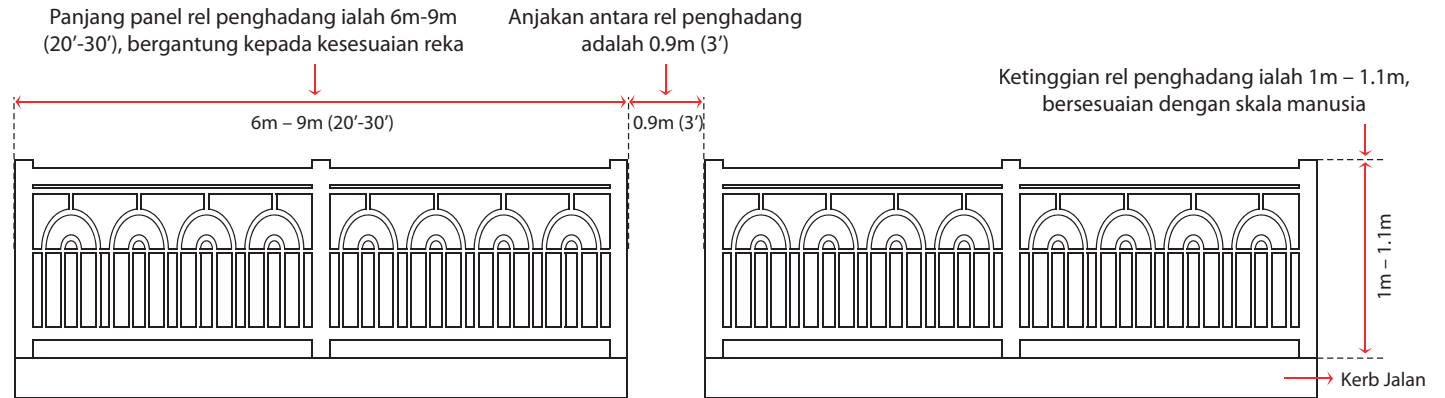 Panjang panel rel penghadang ialah 6m-9m
(20’-30’), bergantung kepada kesesuaian reka
Anjakan antara rel penghadang
adalah 0.9m (3’)
Ketinggian rel penghadang ialah 1m – 1.1m,
bersesuaian dengan skala manusia
6m – 9m (20’-30’)
0.9m (3’)
1m – 1.1m
Kerb Jalan